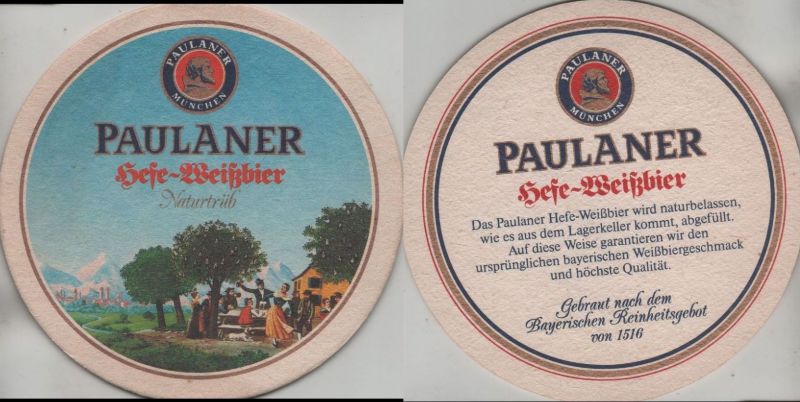 PAULANER
MÜNCHEN
PAULANER
Hefe-Weißbier
Naturtrüb
PAULANER
MÜNCHEN
PAULANER
Hefe-Weißbier
Das Paulaner Hefe-Weißbier wird naturbelassen,
wie es aus dem Lagerkeller kommt, abgefüllt.
Auf diese Weise garantieren wir den
ursprünglichen bayerischen Weißbiergeschmack
und höchste Qualität.
Gebraut nach dem
Bayerischen Reinheitsgebot
von 1516